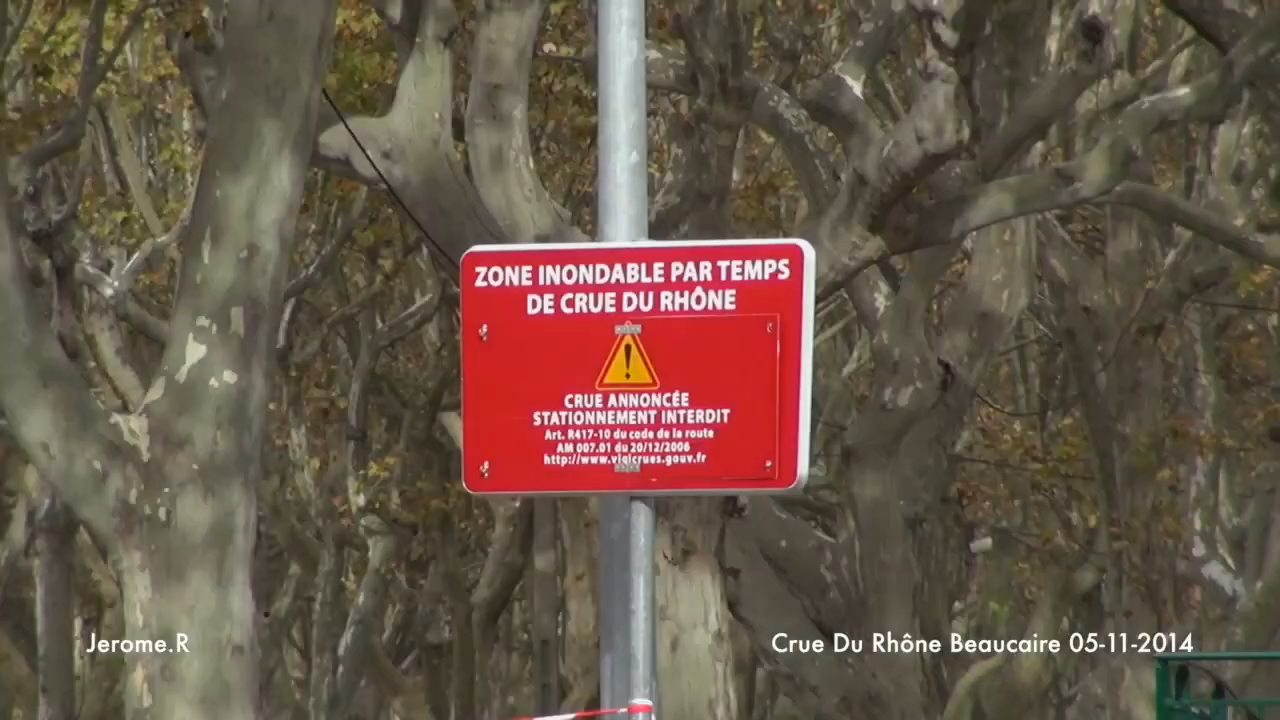 ZONE INONDABLE PAR TEMPS
DE CRUE DU RHÔNE
CRUE ANNONCÉE
STATIONNEMENT INTERDIT
Art. R417-10 du code de la route
AM 007.01 du 20/12/2006
http://www.vigicrues.gouv.fr
Jerome.R
Crue Du Rhône Beaucaire 05-11-2014